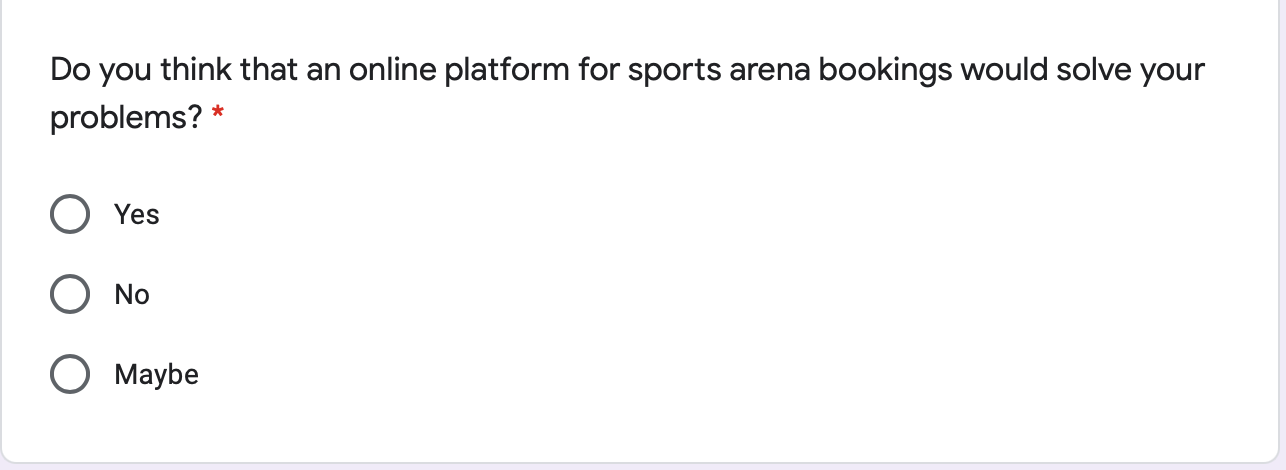 Do you think that an online platform for sports arena bookings would solve your
problems? *
Yes
No
Maybe